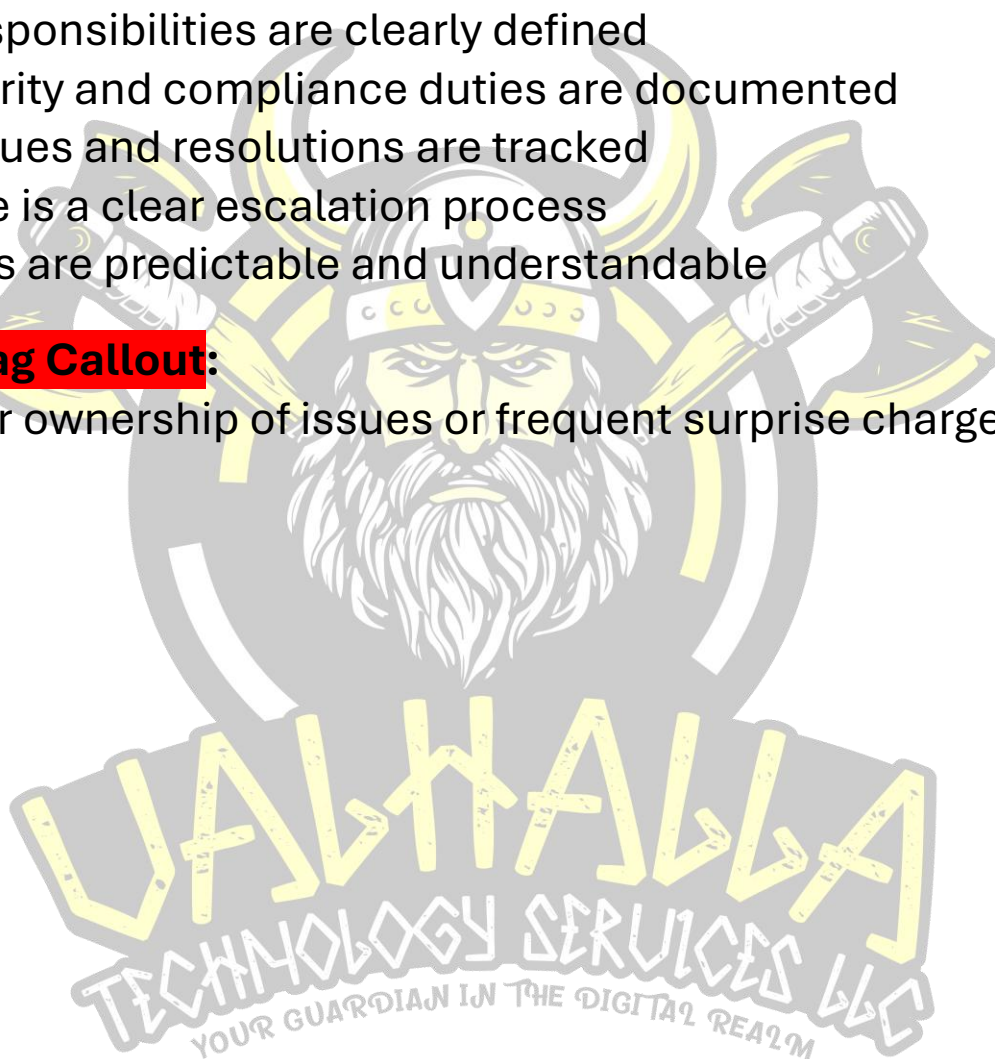 sponsibilities are clearly defined
rity and compliance duties are documented
ues and resolutions are tracked
e is a clear escalation process
s are predictable and understandable
ag Callout:
r ownership of issues or frequent surprise charge
VALHALLA
TECHNOLOGY SERVICES LLC
YOUR GUARDIAN IN THE DIGITAL REALM